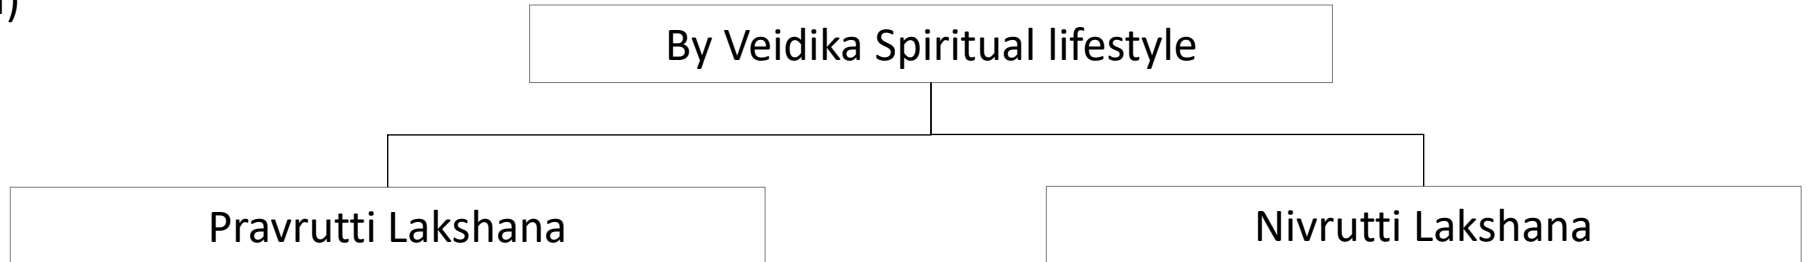 By Veidika Spiritual lifestyle
Pravrutti Lakshana
Nivrutti Lakshana